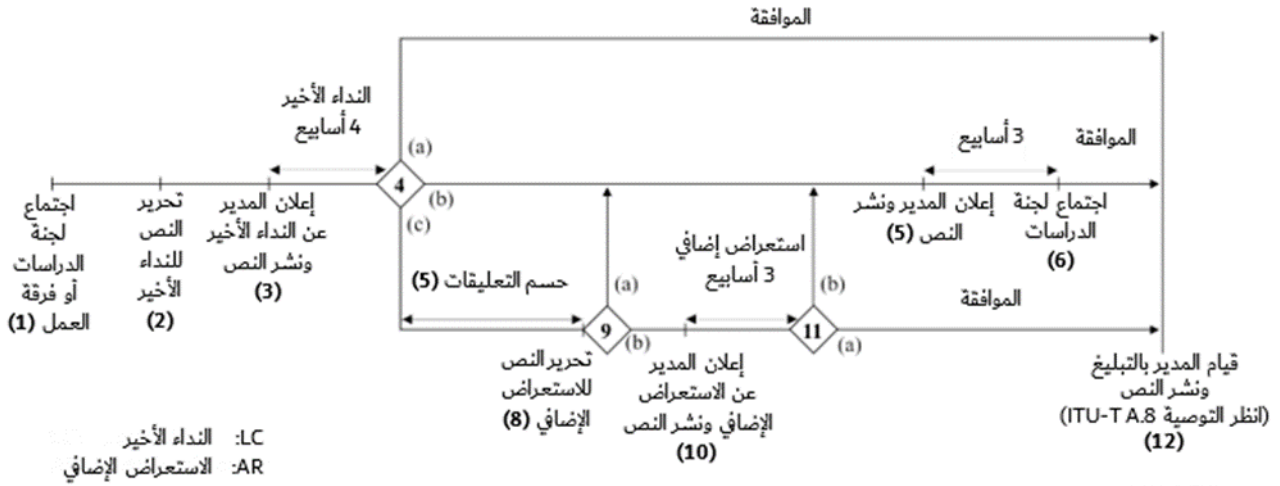 الموافقة
النداء الأخير
4 أسابيع
(a)
4
(b)
(c)
3 أسابيع
الموافقة
اجتماع
لجنة
الدراسات
أو فرقة
العمل (1)
تحرير
النص
للنداء
الأخير
(2)
إعلان المدير
عن النداء الأخير
ونشر النص
(3)
إعلان المدير ونشر
النص (5)
اجتماع لجنة
الدراسات
(6)
حسم التعليقات (5)
(a)
9
(b)
استعراض إضافي
3 أسابيع
(b)
11
(a)
الموافقة
تحرير النص
للاستعراض
الإضافي (8)
إعلان المدير
عن الاستعراض
الإضافي ونشر النص
(10)
قيام المدير بالتبليغ
ونشر النص
(انظر التوصية ITU-T A.8)
(12)
LC: النداء الأخير
AR: الاستعراض الإضافي